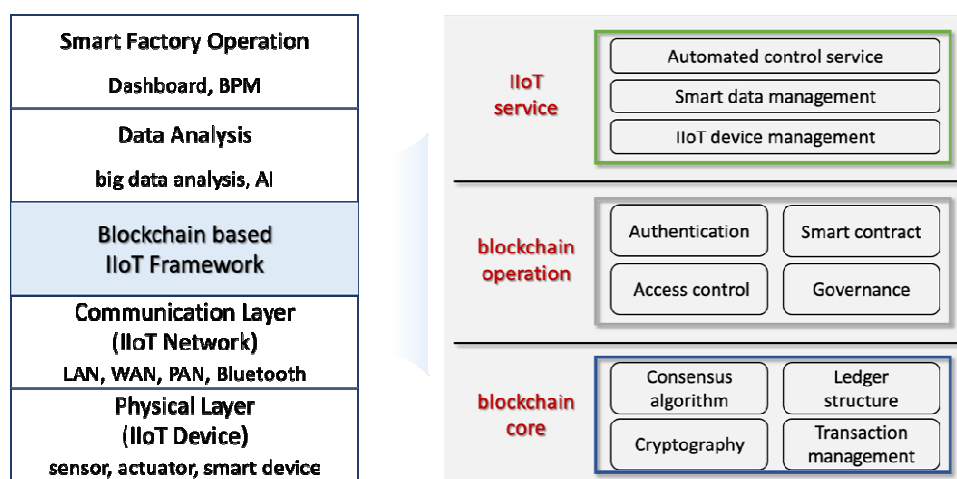 Smart Factory Operation
Dashboard, BPM
Data Analysis
big data analysis, AI
Blockchain based
IIoT Framework
Communication Layer
(IIoT Network)
LAN, WAN, PAN, Bluetooth
Physical Layer
(IIoT Device)
sensor, actuator, smart device
IIoT
service
Automated control service
Smart data management
IIoT device management
blockchain
operation
Authentication
Smart contract
Access control
Governance
blockchain
core
Consensus
algorithm
Ledger
structure
Cryptography
Transaction
management